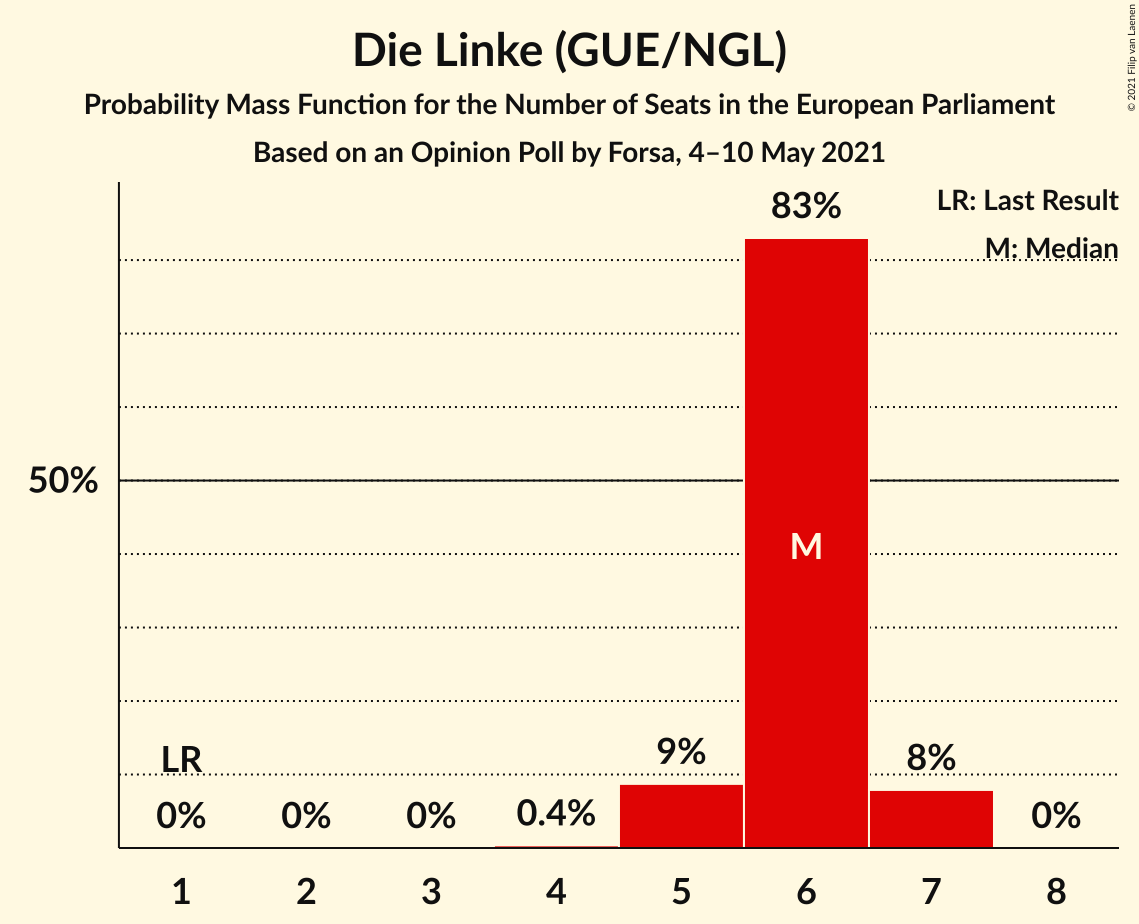 Die Linke (GUE/NGL)
Probability Mass Function for the Number of Seats in the European Parliament
Based on an Opinion Poll by Forsa, 4–10 May 2021
© 2021 Filip van Laenen
LR: Last Result
M: Median
83%
50%
M
LR
9%
8%
0%
0%
0%
0.4%
0%
1
2
3
4
5
6
7
8